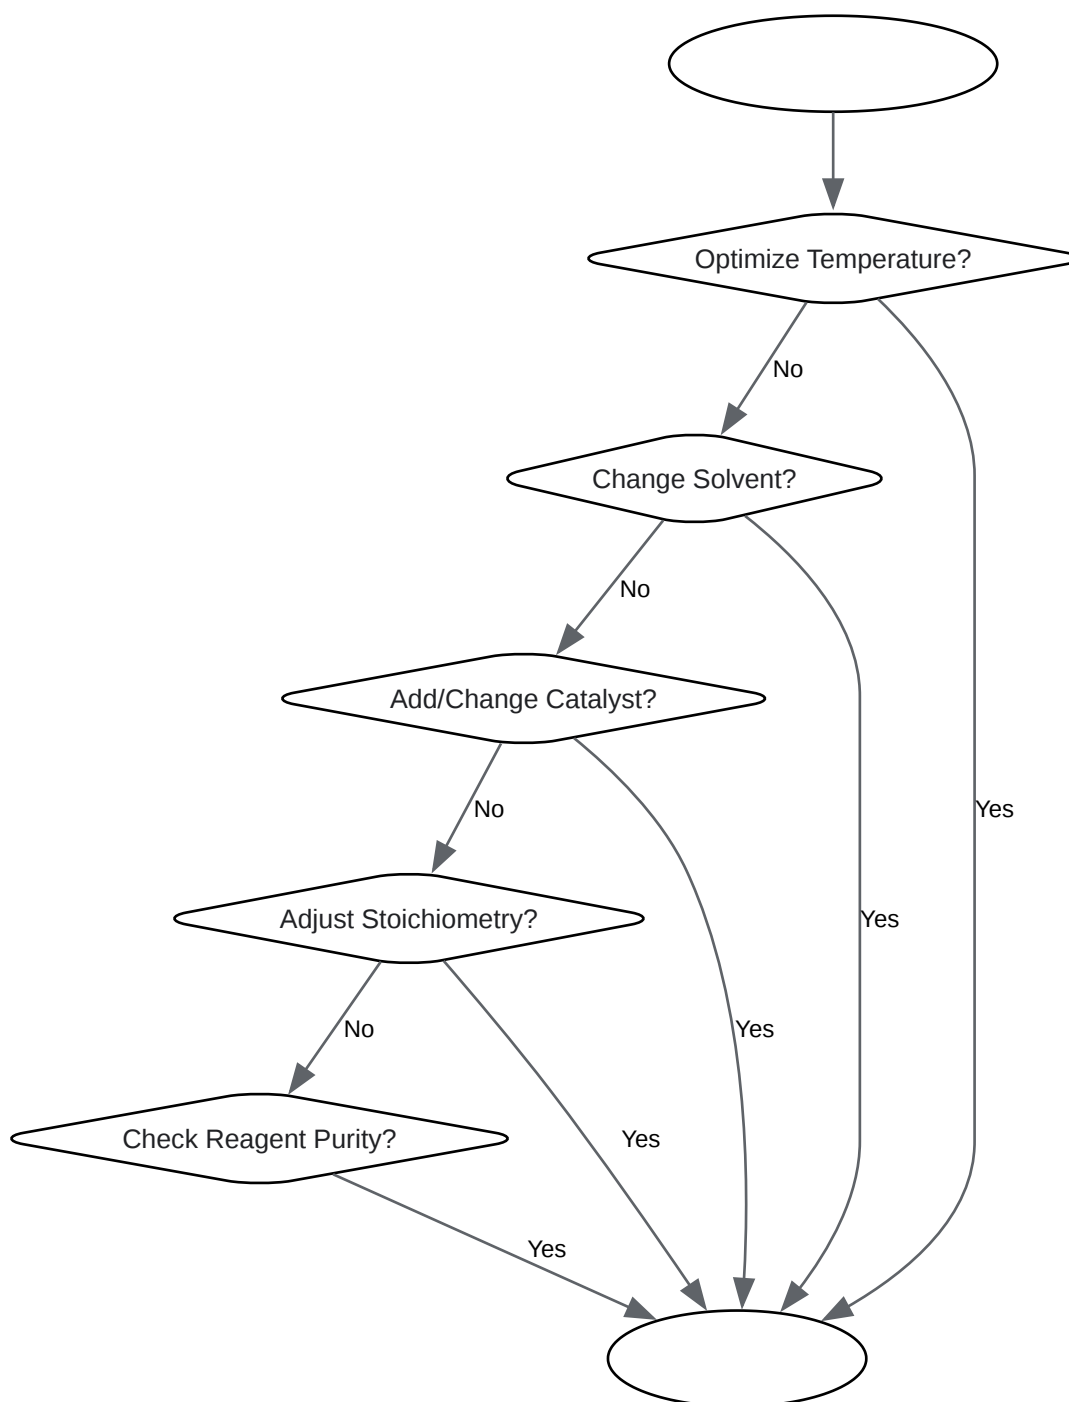 Optimize Temperature?
No
Change Solvent?
No
Add/Change Catalyst?
No
Yes
Adjust Stoichiometry?
Yes
No
Yes
Check Reagent Purity?
Yes
Yes